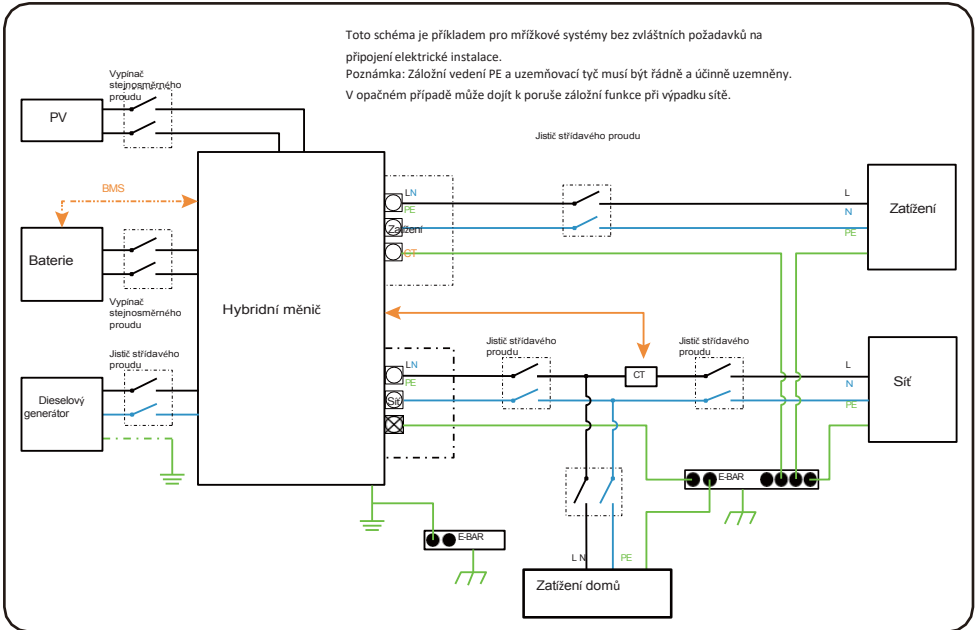 Toto schéma je příkladem pro mřížkové systémy bez zvláštních požadavků na
připojení elektrické instalace.
Poznámka: Záložní vedení PE a uzemňovací tyč musí být řádně a účinně uzemněny.
V opačném případě může dojít k poruše záložní funkce při výpadku sítě.
Vypínač
stejnosměrného
proudu
PV
Jistič střídavého proudu
BMS
LN
PE
Zatížení
CT
L
N
PE
Zatížení
Baterie
Vypínač
stejnosměrného
proudu
Hybridní měnič
Jistič střídavého
proudu
Jistič střídavého
proudu
Jistič střídavého
proudu
Dieselový
generátor
LN
PE
Síť
CT
L
N
PE
Síť
E-BAR
E-BAR
L N
PE
Zatížení domů